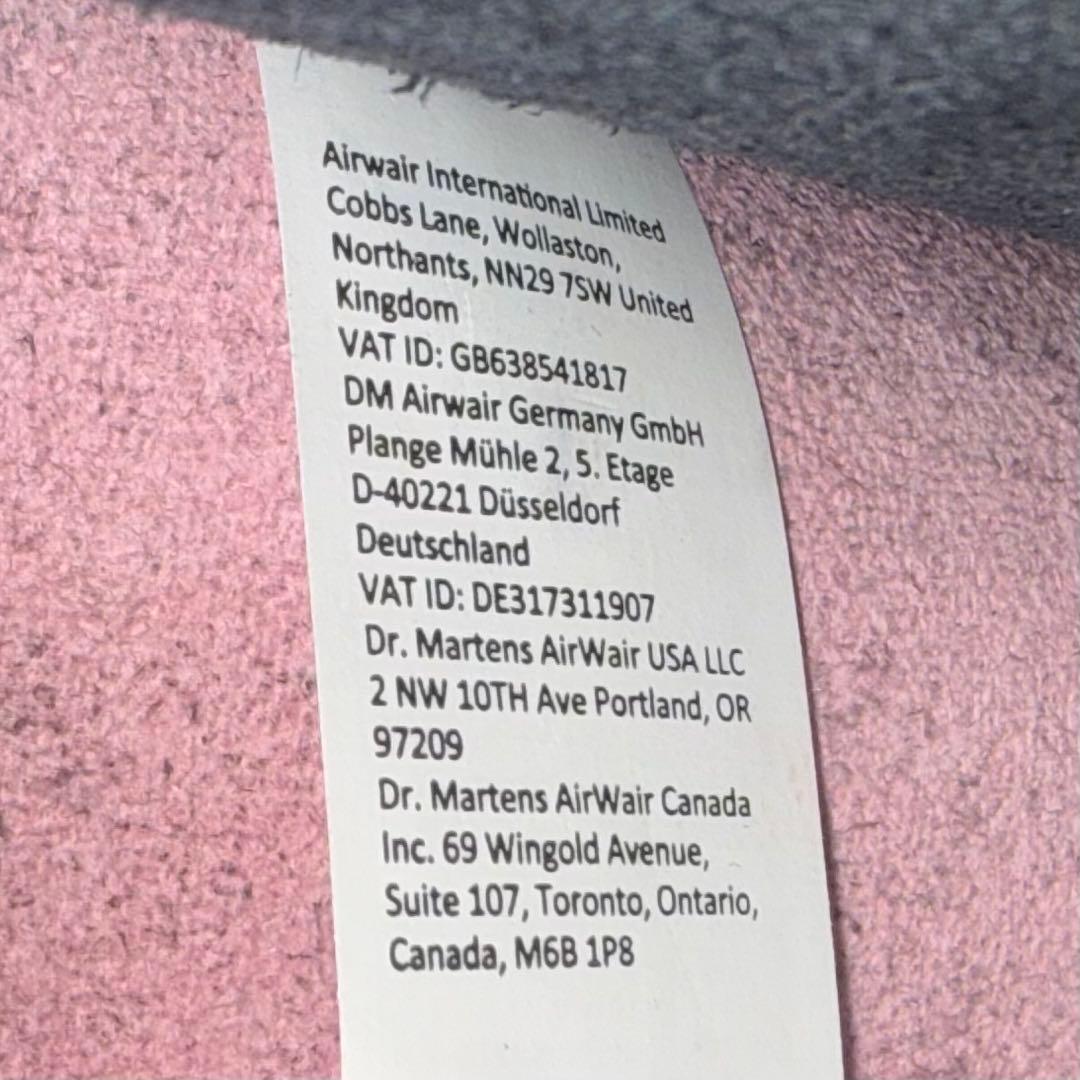 Airwair International Limited
Cobbs Lane, Wollaston,
Northants, NN29 7SW United
Kingdom
VAT ID: GB638541817
DM Airwair Germany GmbH
Plange Mühle 2, 5. Etage
D-40221 Düsseldorf
Deutschland
VAT ID: DE317311907
Dr. Martens AirWair USA LLC
2 NW 10TH Ave Portland, OR
97209
Dr. Martens AirWair Canada
Inc. 69 Wingold Avenue,
Suite 107, Toronto, Ontario,
Canada, M6B 1P8